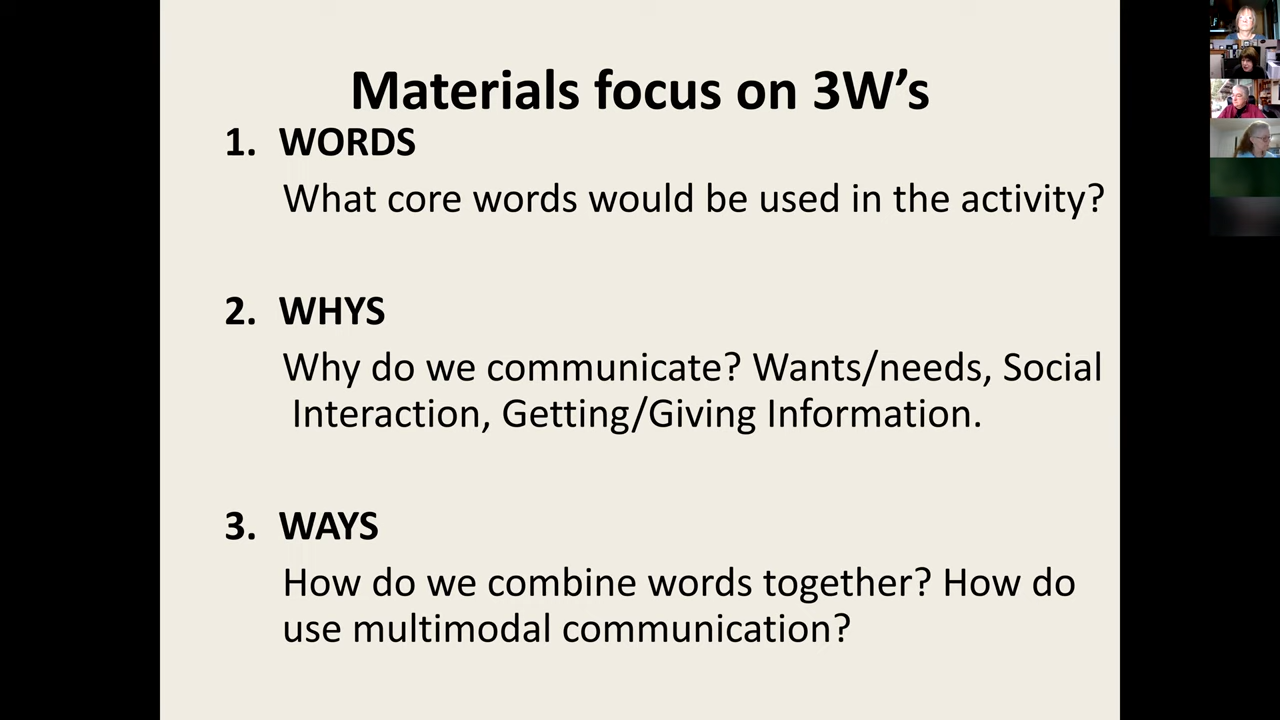 Materials focus on 3W’s
1. WORDS
What core words would be used in the activity?
2. WHYS
Why do we communicate? Wants/needs, Social
Interaction, Getting/Giving Information.
3. WAYS
How do we combine words together? How do
use multimodal communication?